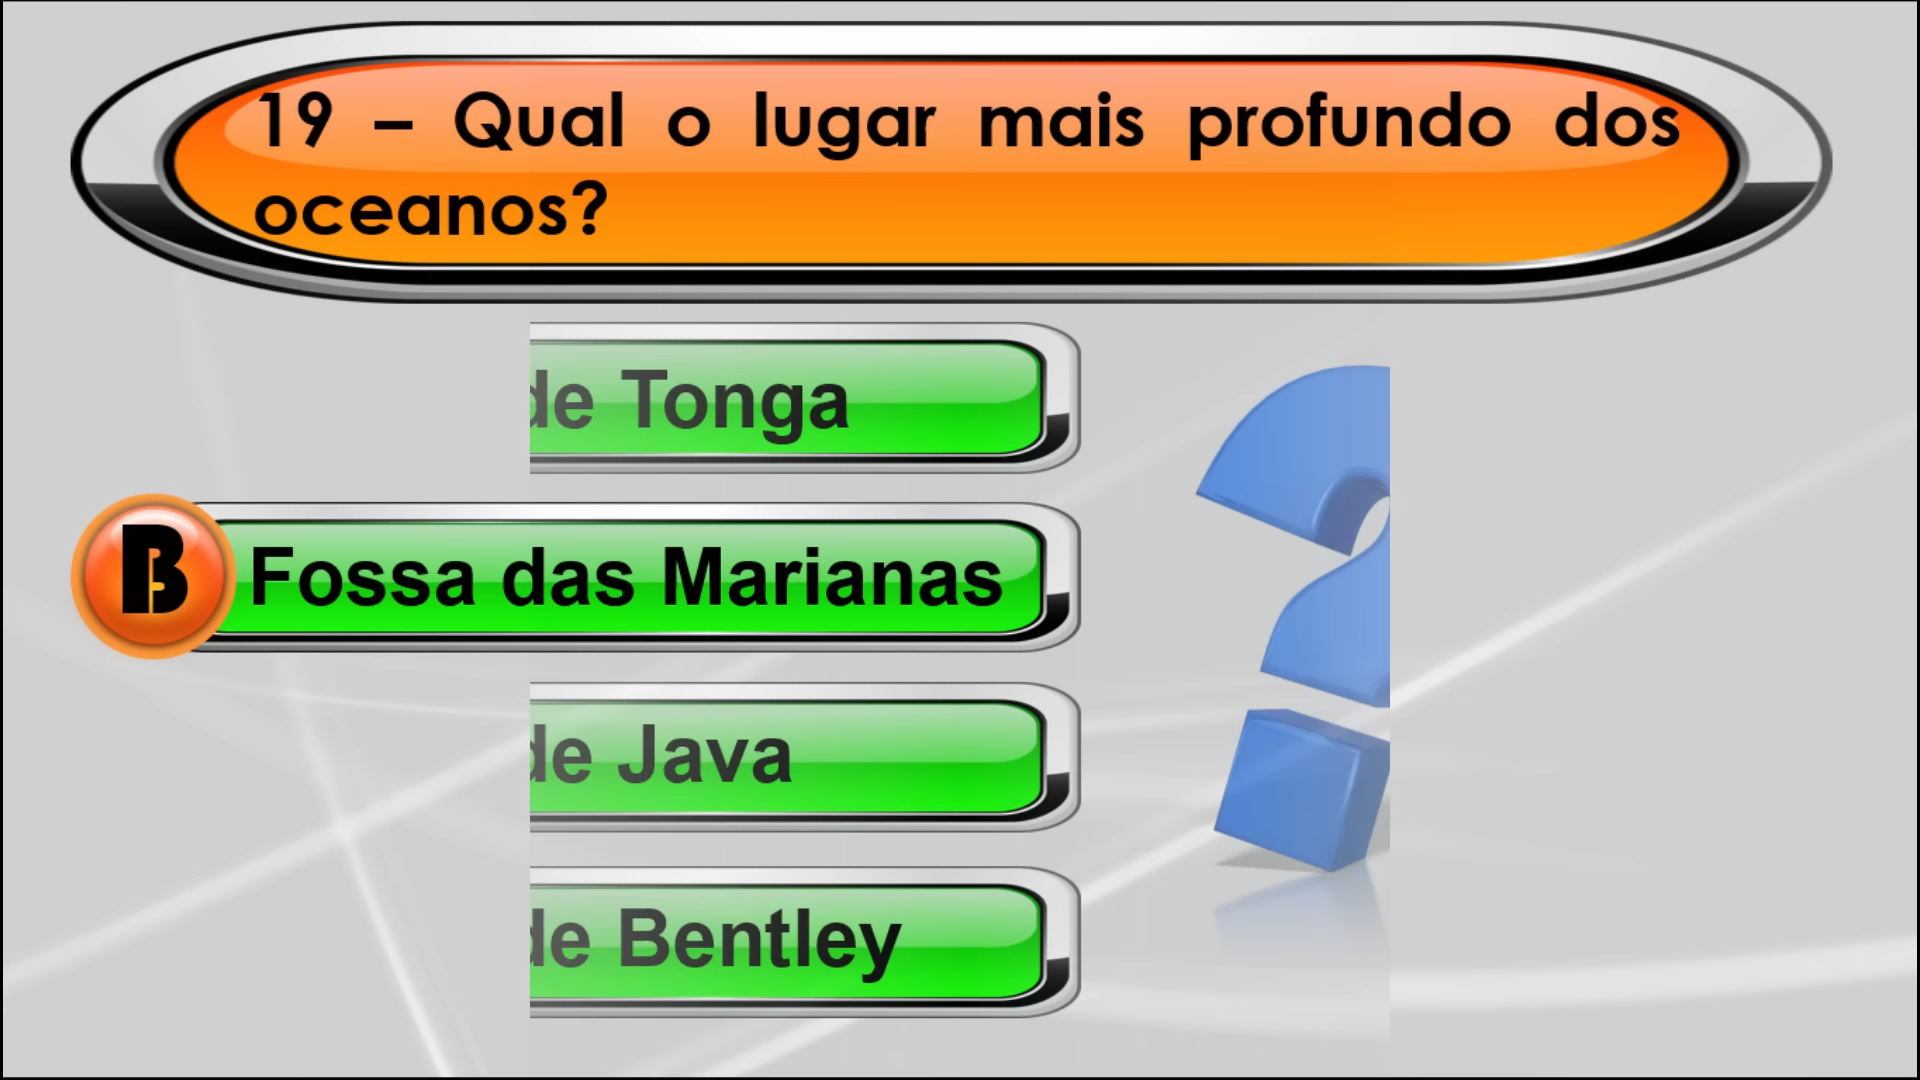 19 – Qual o lugar mais profundo dos
oceanos?
de Tonga
B Fossa das Marianas
de Java
de Bentley